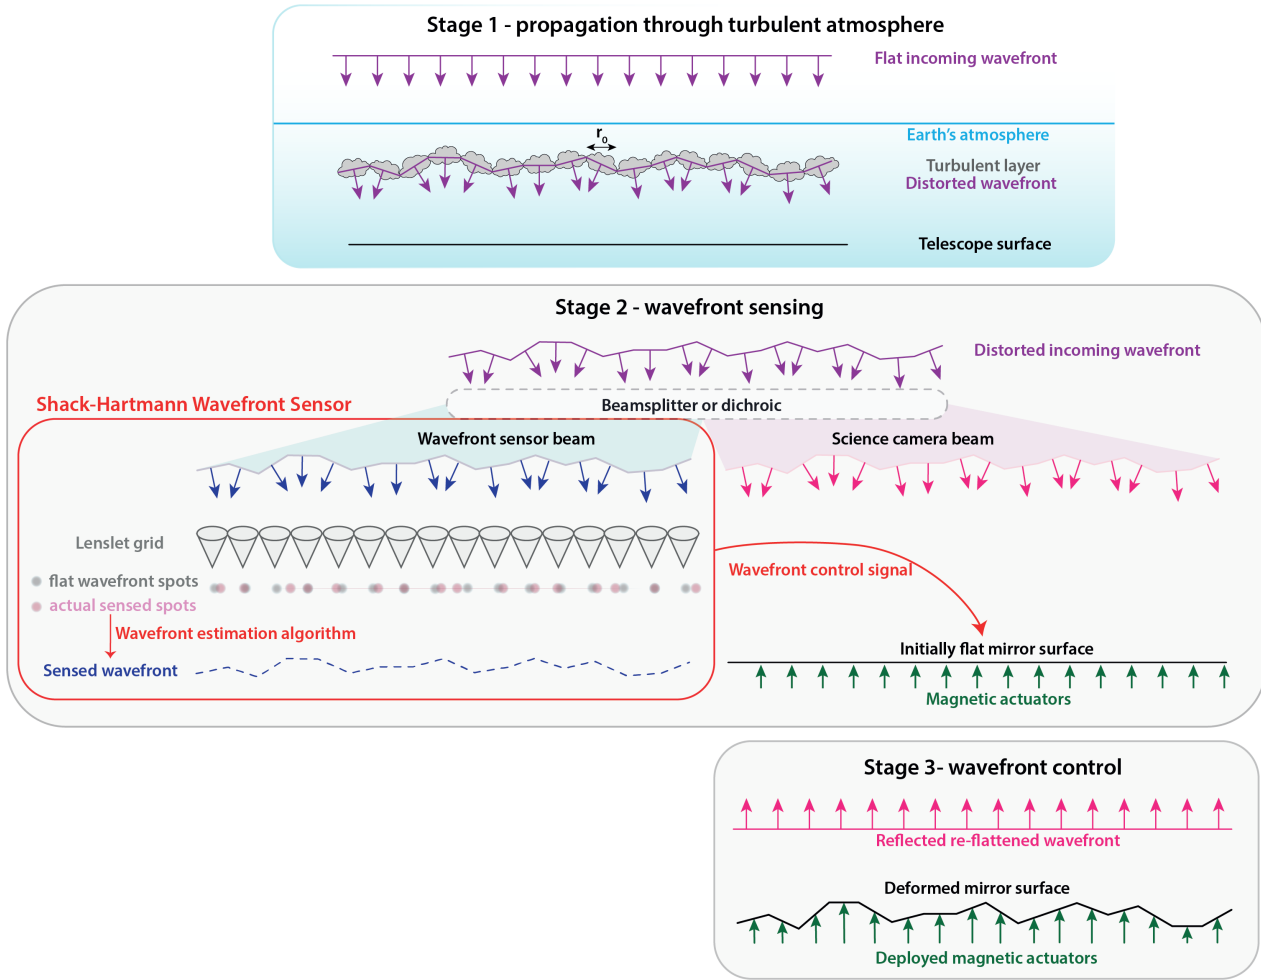 Stage 1 - propagation through turbulent atmosphere
Flat incoming wavefront
Earth's atmosphere
r₀
Turbulent layer
Distorted wavefront
Telescope surface
Stage 2 - wavefront sensing
Distorted incoming wavefront
Shack-Hartmann Wavefront Sensor
Beamsplitter or dichroic
Wavefront sensor beam
Science camera beam
Lenslet grid
flat wavefront spots
actual sensed spots
Wavefront control signal
Wavefront estimation algorithm
Sensed wavefront
Initially flat mirror surface
Magnetic actuators
Stage 3- wavefront control
Reflected re-flattened wavefront
Deformed mirror surface
Deployed magnetic actuators